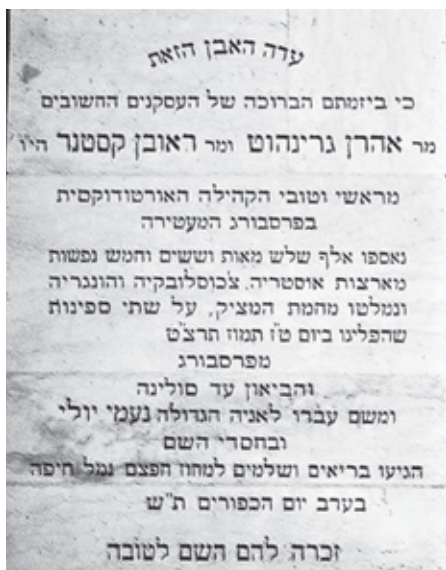 עדה האבן הזאת
כי ביזמתם הברוכה של העסקנים החשובים
מר אהרן גרינהוט ומר ראובן קסטנר הי״ו
מראשי וטובי הקהילה האורטודוקסית
בפרסבורג המעטירה
נאספו אלף שלש מאות וששים וחמש נפשות
מארצות אוסטריה, צ'כוסלובקיה והונגריה
ונמלטו מחמת המציק, על שתי ספינות
שהפליגו ביום ט״ז תמוז תרצ״ט
מפרסבורג
והביאון עד סולינה
ומשם עברו לאניה הגדולה נעמי יולי
ובחסדי השם
הגיעו בריאים ושלמים למחוז חפצם נמל חיפה
בערב יום הכפורים ת״ש
זכרה להם השם לטובה